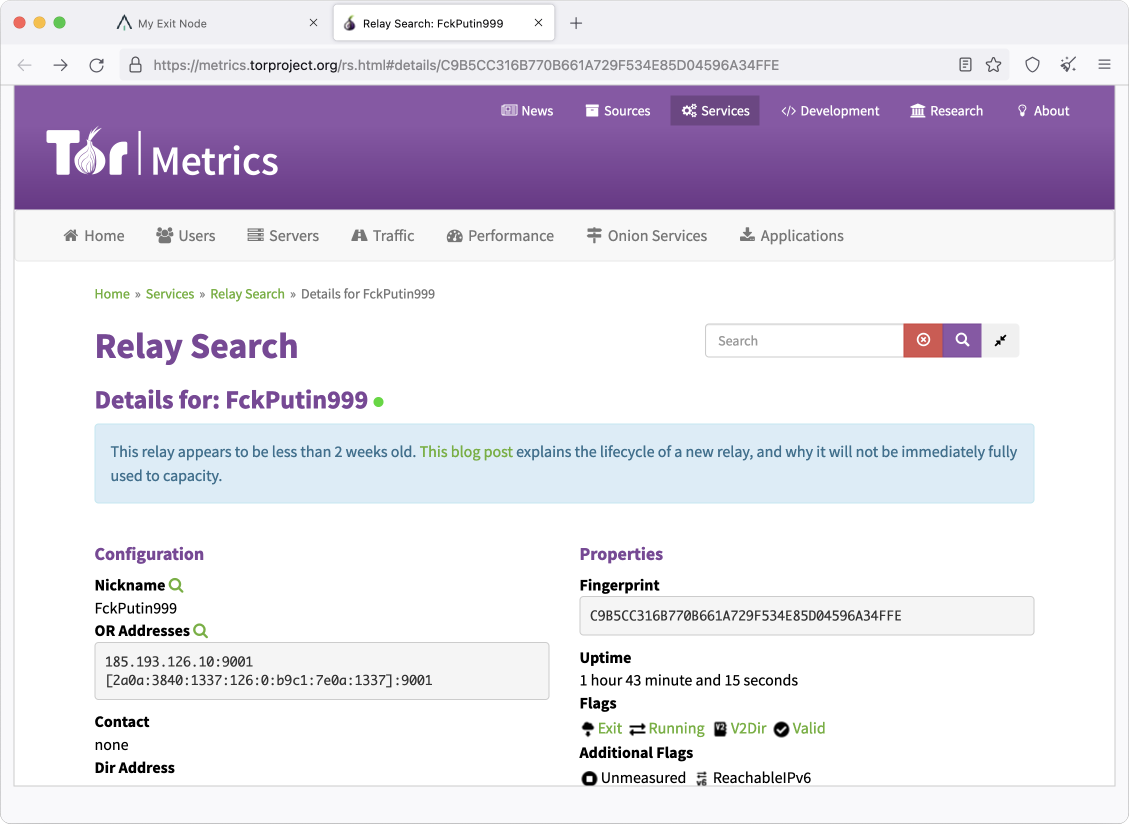 My Exit Node
Relay Search: FckPutin999
https://metrics.torproject.org/rs.html#details/C9B5CC316B770B661A729F534E85D04596A34FFE
News Sources Services Development Research About
Tor Metrics
Home Users Servers Traffic Performance Onion Services Applications
Home » Services » Relay Search » Details for FckPutin999
Relay Search
Search
Details for: FckPutin999
This relay appears to be less than 2 weeks old. This blog post explains the lifecycle of a new relay, and why it will not be immediately fully
used to capacity.
Configuration
Nickname
FckPutin999
OR Addresses
185.193.126.10:9001
[2a0a:3840:1337:126:0:b9c1:7e0a:1337]:9001
Contact
none
Dir Address
Properties
Fingerprint
C9B5CC316B770B661A729F534E85D04596A34FFE
Uptime
1 hour 43 minute and 15 seconds
Flags
Exit Running V2 V2Dir Valid
Additional Flags
Unmeasured v6 ReachableIPv6